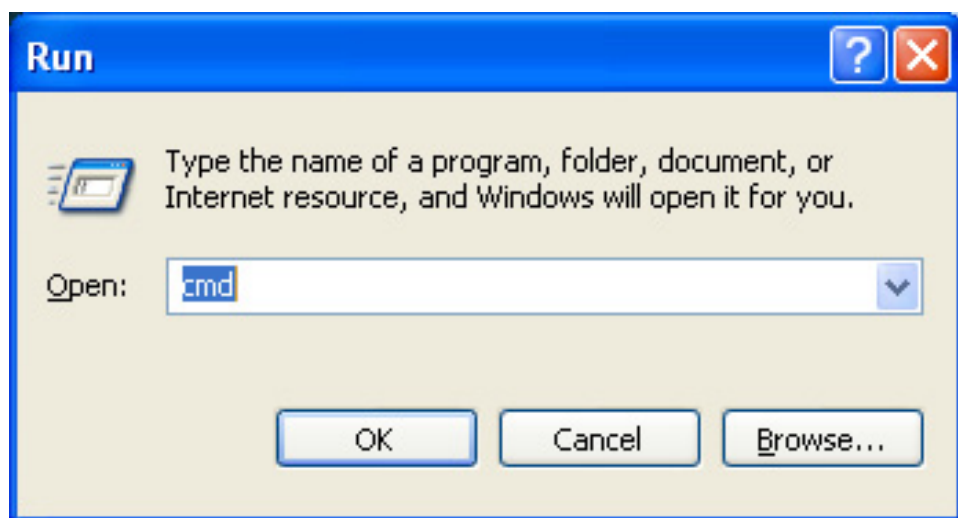 Run
Type the name of a program, folder, document, or
Internet resource, and Windows will open it for you.
Open: cmd
OK Cancel Browse...